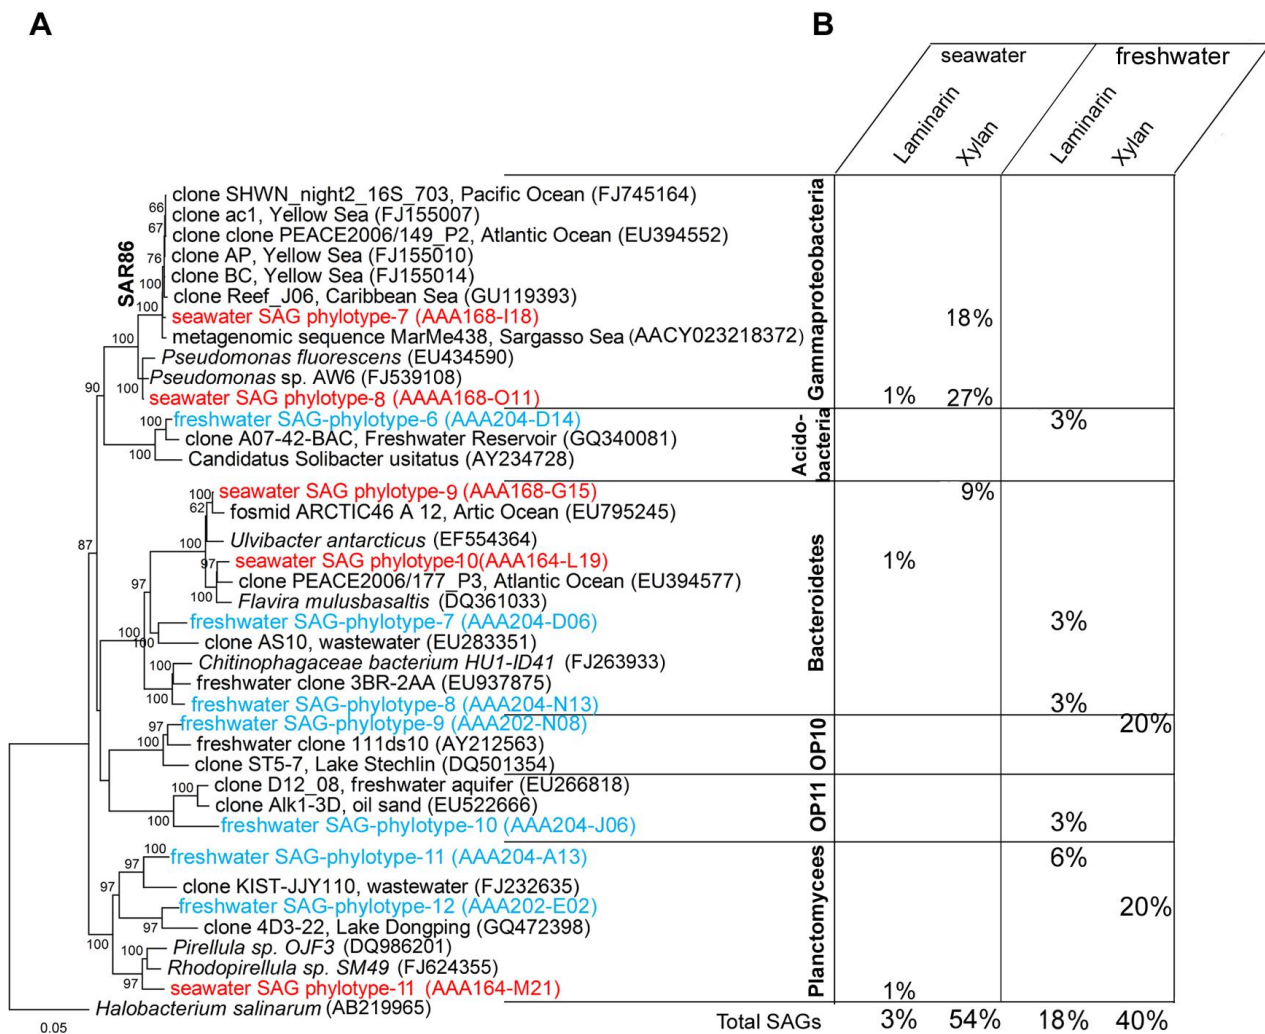 A
B
seawater freshwater
Laminarin Xylan Laminarin Xylan
SAR86
Gammaproteobacteria
66
clone SHWN_night2_16S_703, Pacific Ocean (FJ745164)
clone ac1, Yellow Sea (FJ155007)
67
clone clone PEACE2006/149_P2, Atlantic Ocean (EU394552)
76
clone AP, Yellow Sea (FJ155010)
clone BC, Yellow Sea (FJ155014)
100
clone Reef_J06, Caribbean Sea (GU119393)
100
seawater SAG phylotype-7 (AAA168-I18) 18%
100
metagenomic sequence MarMe438, Sargasso Sea (AACY023218372)
Pseudomonas fluorescens (EU434590)
Pseudomonas sp. AW6 (FJ539108)
90 100
seawater SAG phylotype-8 (AAAA168-O11) 1% 27%
Acido-
bacteria
100
freshwater SAG-phylotype-6 (AAA204-D14) 3%
clone A07-42-BAC, Freshwater Reservoir (GQ340081)
100
Candidatus Solibacter usitatus (AY234728)
Bacteroidetes
100
seawater SAG phylotype-9 (AAA168-G15) 9%
62
fosmid ARCTIC46 A 12, Artic Ocean (EU795245)
87 100
Ulvibacter antarcticus (EF554364)
97
seawater SAG phylotype-10(AAA164-L19) 1%
97
clone PEACE2006/177_P3, Atlantic Ocean (EU394577)
100
Flavira mulusbasaltis (DQ361033)
freshwater SAG-phylotype-7 (AAA204-D06) 3%
100
100
clone AS10, wastewater (EU283351)
100
Chitinophagaceae bacterium HU1-ID41 (FJ263933)
freshwater clone 3BR-2AA (EU937875)
100
freshwater SAG-phylotype-8 (AAA204-N13) 3%
OP10
97
freshwater SAG-phylotype-9 (AAA202-N08) 20%
100
freshwater clone 111ds10 (AY212563)
clone ST5-7, Lake Stechlin (DQ501354)
OP11
100
clone D12_08, freshwater aquifer (EU266818)
clone Alk1-3D, oil sand (EU522666)
100
freshwater SAG-phylotype-10 (AAA204-J06) 3%
Planctomyces
100
freshwater SAG-phylotype-11 (AAA204-A13) 6%
97
clone KIST-JJY110, wastewater (FJ232635)
97
freshwater SAG-phylotype-12 (AAA202-E02) 20%
97
clone 4D3-22, Lake Dongping (GQ472398)
100 100
Pirellula sp. OJF3 (DQ986201)
Rhodopirellula sp. SM49 (FJ624355)
97
seawater SAG phylotype-11 (AAA164-M21) 1%
Halobacterium salinarum (AB219965)
0.05
Total SAGs 3% 54% 18% 40%